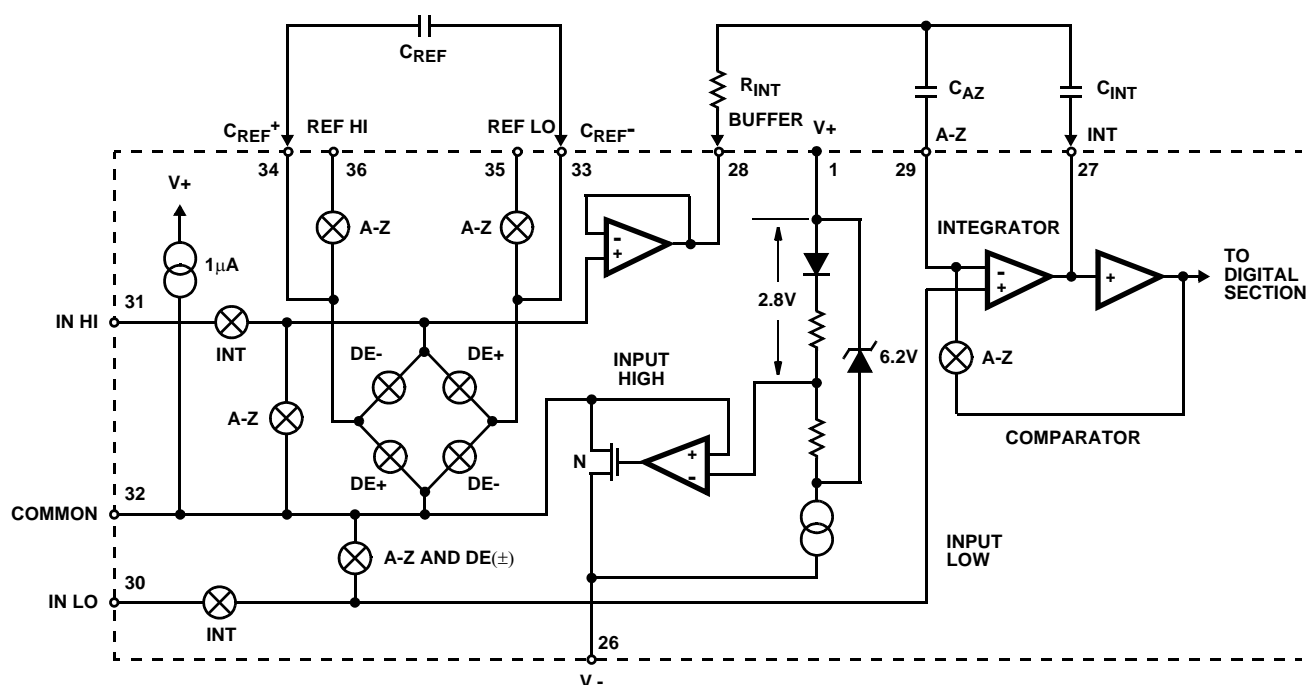 CREF
RINT
CAZ
CINT
CREF+
REF HI
REF LO
CREF-
BUFFER
V+
A-Z
INT
34
36
35
33
28
1
29
27
V+
A-Z
A-Z
INTEGRATOR
-
+
-
+
+
TO
DIGITAL
SECTION
1μA
2.8V
31
IN HI
INT
DE-
DE+
INPUT
HIGH
6.2V
A-Z
A-Z
COMPARATOR
+
-
N
DE+
DE-
32
COMMON
A-Z AND DE(±)
INPUT
LOW
30
IN LO
INT
26
V -